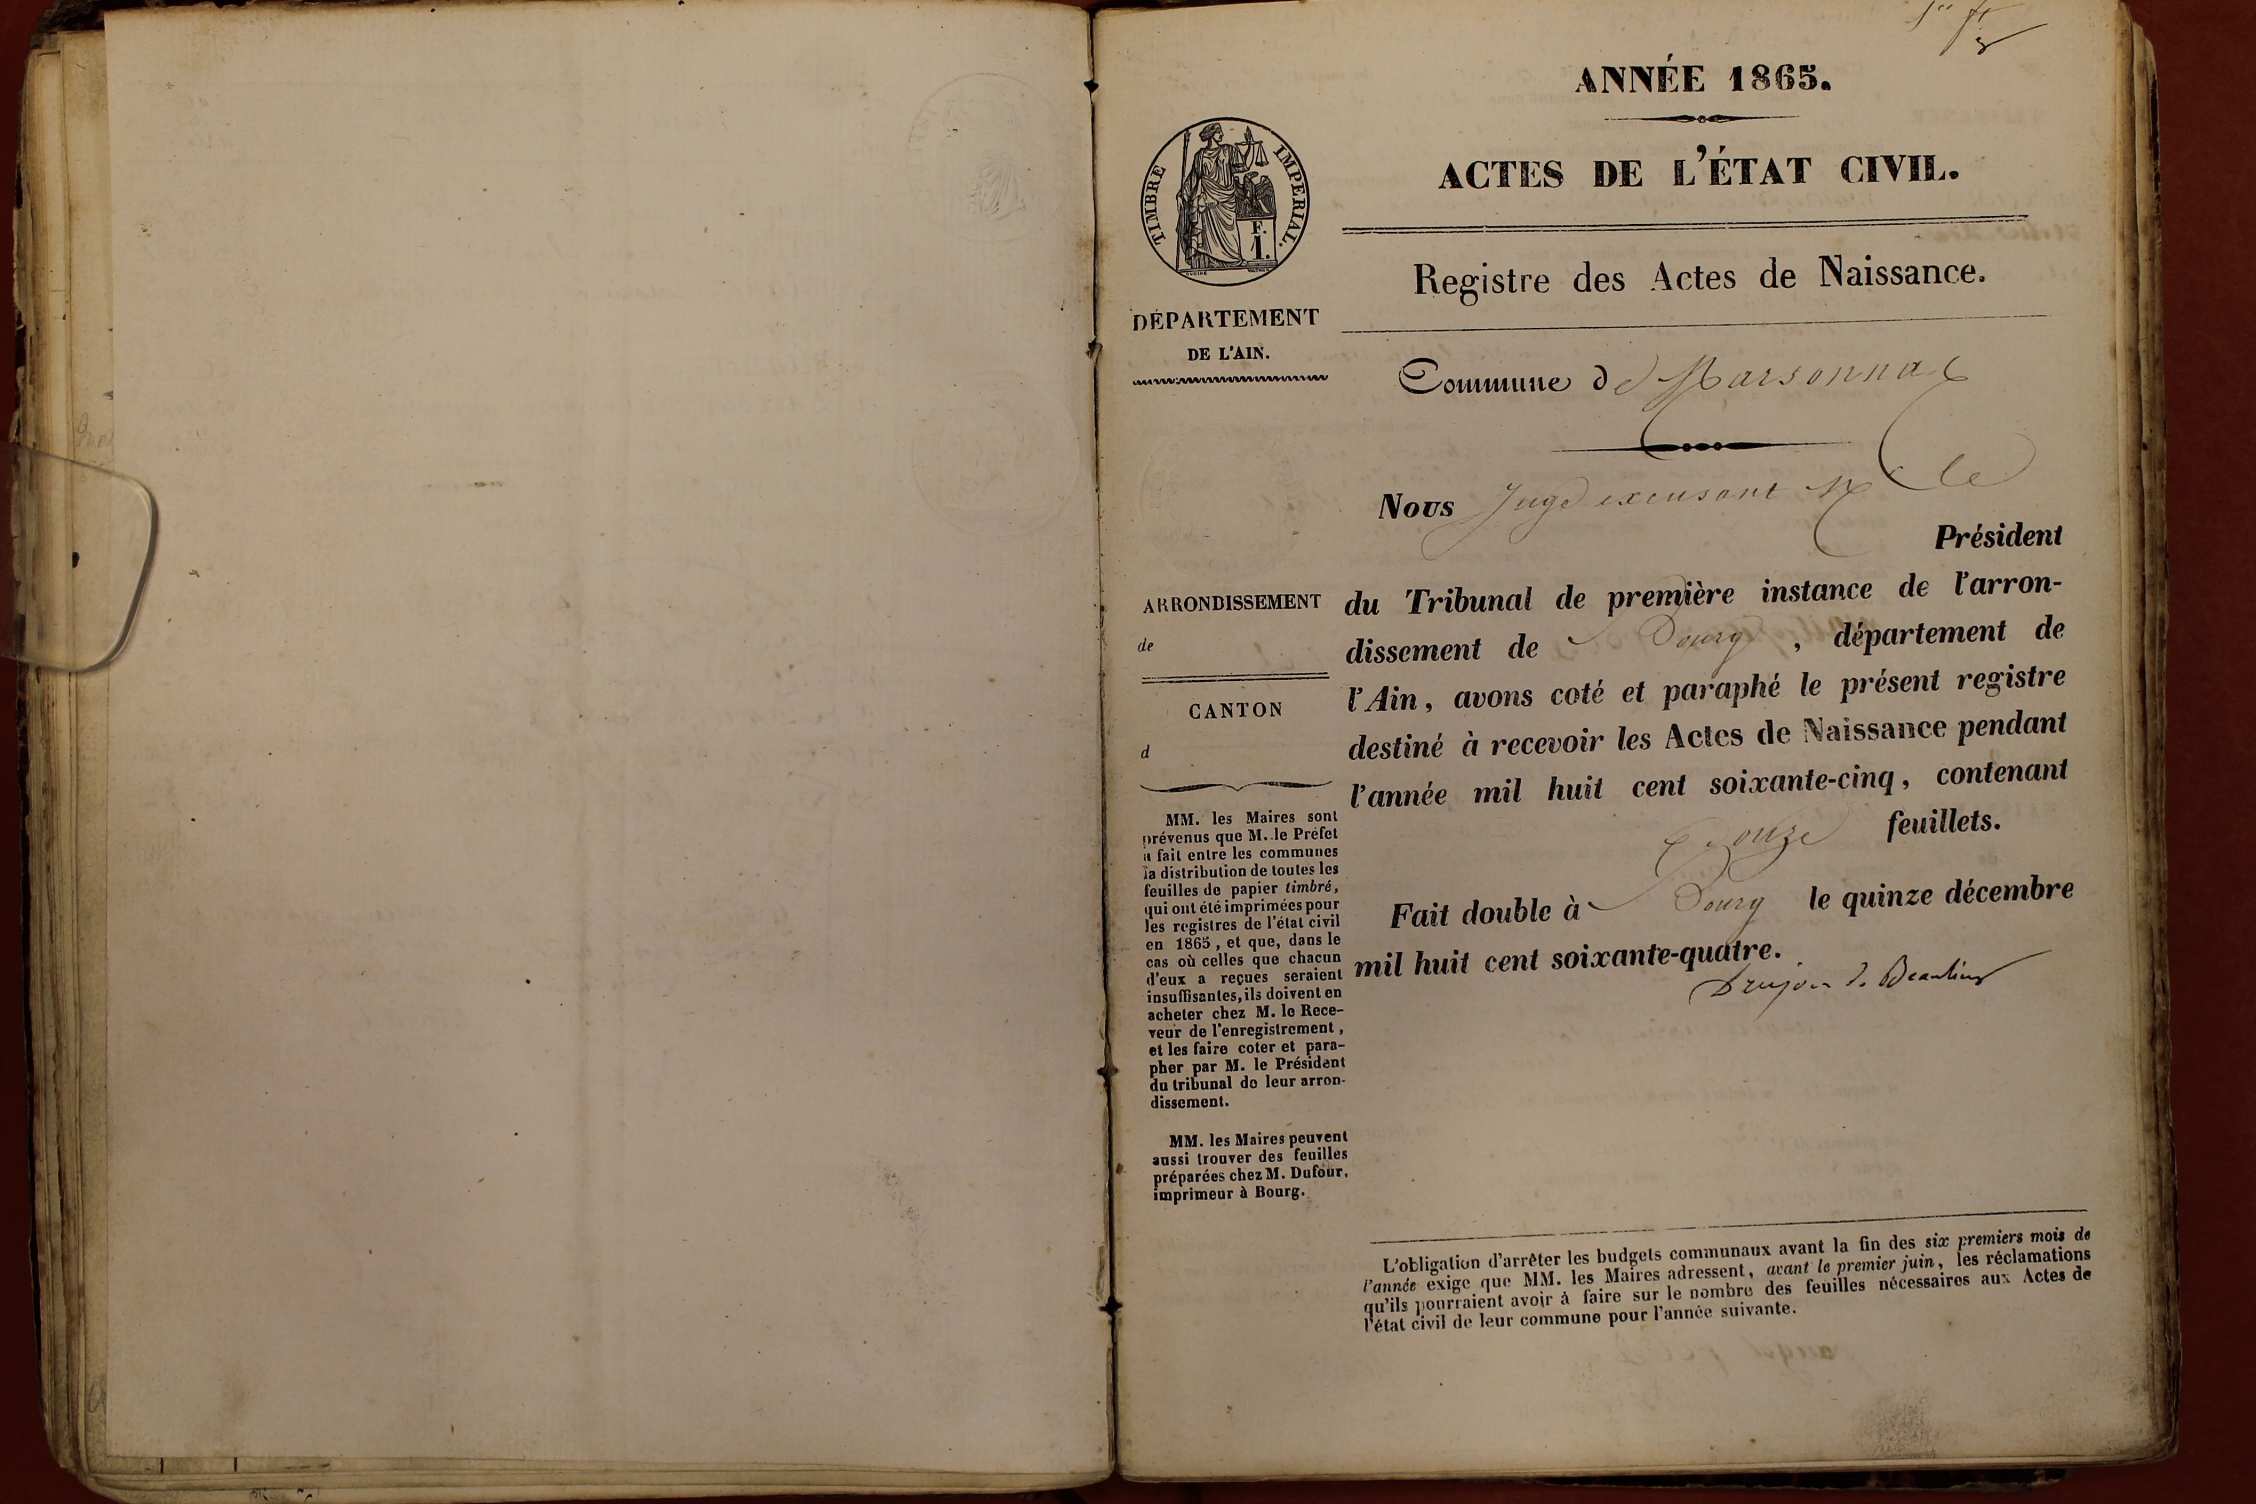 1er ft
ANNÉE 1865.
TIMBRE IMPERIAL.
F.
1.
ACTES DE L'ÉTAT CIVIL.
Registre des Actes de Naissance.
DÉPARTEMENT
DE L'AIN.
Commune de Marsonnas
Nous Juge excusant M le
Président
du Tribunal de première instance de l'arron-
dissement de Bourg, département de
l'Ain, avons coté et paraphé le présent registre
destiné à recevoir les Actes de Naissance pendant
l'année mil huit cent soixante-cinq, contenant
onze feuillets.
Fait double à Bourg le quinze décembre
mil huit cent soixante-quatre.
Drujon de Beaulieu
ARRONDISSEMENT
de
CANTON
d
MM. les Maires sont
prévenus que M. le Préfet
a fait entre les communes
la distribution de toutes les
feuilles de papier timbré,
qui ont été imprimées pour
les registres de l'état civil
en 1865, et que, dans le
cas où celles que chacun
d'eux a reçues seraient
insuffisantes, ils doivent en
acheter chez M. le Rece-
veur de l'enregistrement,
et les faire coter et para-
pher par M. le Président
du tribunal de leur arron-
dissement.
MM. les Maires peuvent
aussi trouver des feuilles
préparées chez M. Dufour,
imprimeur à Bourg.
L'obligation d'arrêter les budgets communaux avant la fin des six premiers mois de
l'année exige que MM. les Maires adressent, avant le premier juin, les réclamations
qu'ils pourraient avoir à faire sur le nombre des feuilles nécessaires aux Actes de
l'état civil de leur commune pour l'année suivante.